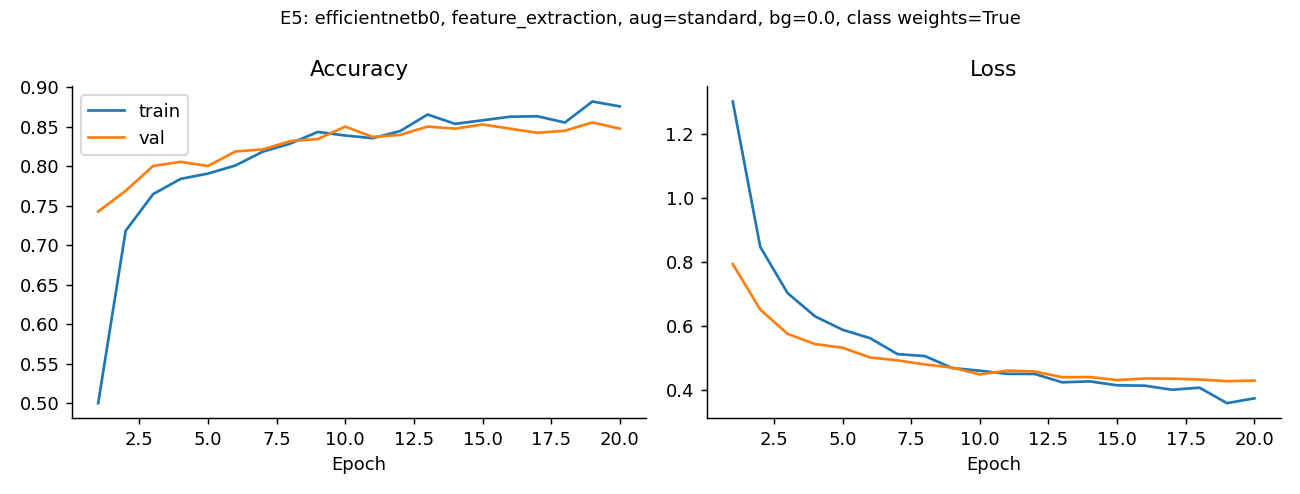 E5: efficientnetb0, feature_extraction, aug=standard, bg=0.0, class weights=True
Accuracy
0.90
0.85
0.80
0.75
0.70
0.65
0.60
0.55
0.50
train
val
2.5 5.0 7.5 10.0 12.5 15.0 17.5 20.0
Epoch
Loss
1.2
1.0
0.8
0.6
0.4
2.5 5.0 7.5 10.0 12.5 15.0 17.5 20.0
Epoch